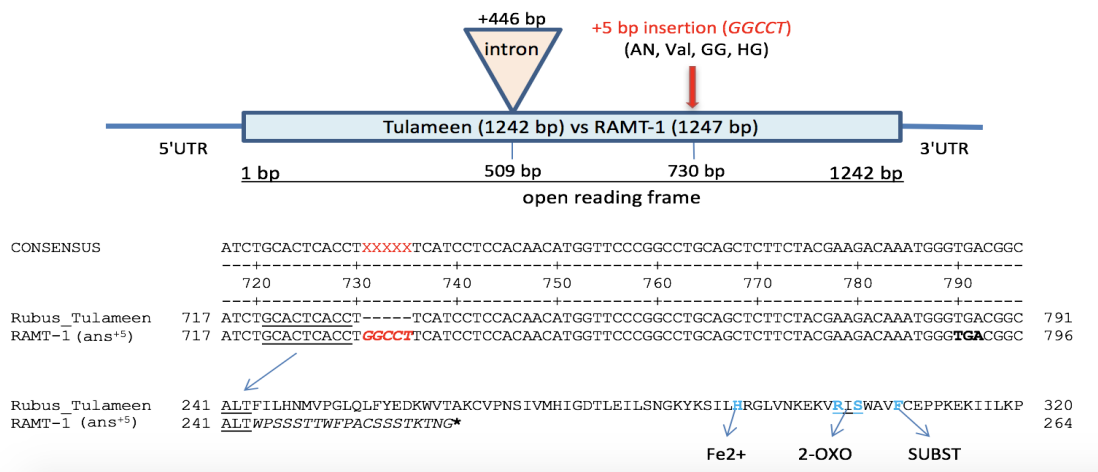 +446 bp
intron
+5 bp insertion (GGCCT)
(AN, Val, GG, HG)
Tulameen (1242 bp) vs RAMT-1 (1247 bp)
5'UTR
3'UTR
1 bp
509 bp
730 bp
1242 bp
open reading frame
CONSENSUS ATCTGCACTCACCTXXXXXTCATCCTCCACAACATGGTTCCCGGCCTGCAGCTCTTCTACGAAGACAAATGGGTGACGGC
---+---------+---------+---------+---------+---------+---------+---------+------
720 730 740 750 760 770 780 790
--------------------------------------------------------------------------------
Rubus_Tulameen 717 ATCTGCACTCACCT-----TCATCCTCCACAACATGGTTCCCGGCCTGCAGCTCTTCTACGAAGACAAATGGGTGACGGC 791
RAMT-1 (ans+5) 717 ATCTGCACTCACCTGGCCTTCATCCTCCACAACATGGTTCCCGGCCTGCAGCTCTTCTACGAAGACAAATGGGTGACGGC 796
Rubus_Tulameen 241 ALTFILHNMVPGLQLFYEDKWVTAKCVPNSIVMHIGDTLEILSNGKYKSILHRGLVNKEKVRISWAVFCEPPKEKIILKP 320
RAMT-1 (ans+5) 241 ALTWPSSSTTWFPACSSSTKTNG* 264
Fe2+ 2-OXO SUBST